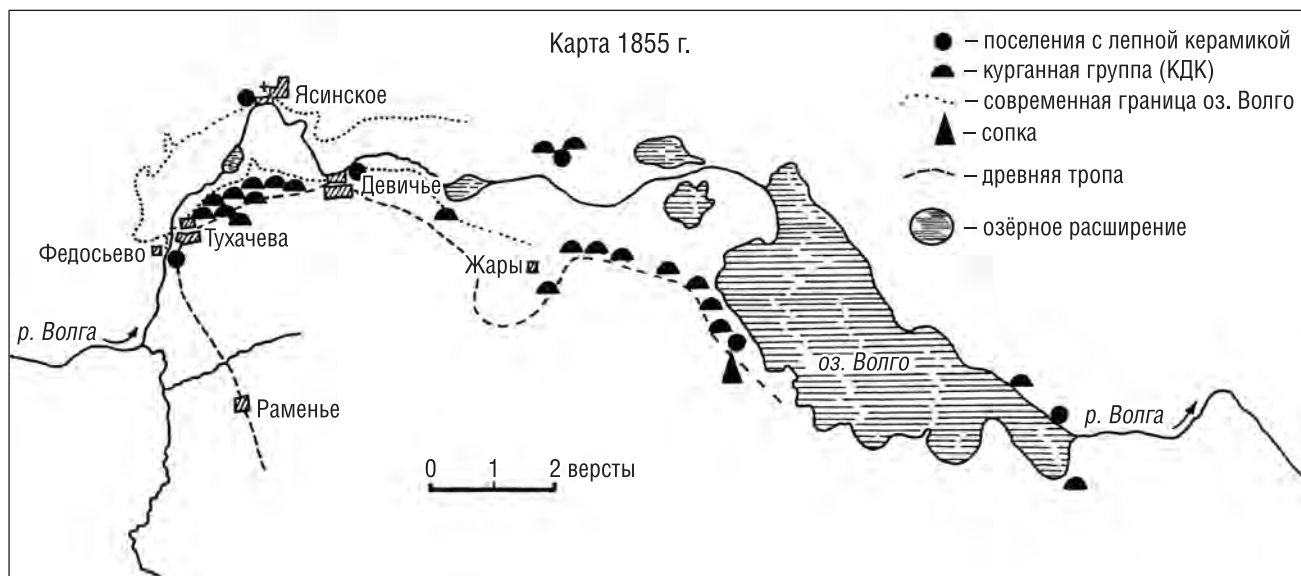 Карта 1855 г.
– поселения с лепной керамикой
– курганная группа (КДК)
– современная граница оз. Волго
– сопка
– древняя тропа
– озёрное расширение
Ясинское
Девичье
Тухачева
Федосьево
Жары
р. Волга
оз. Волго
Раменье
р. Волга
0 1 2 версты